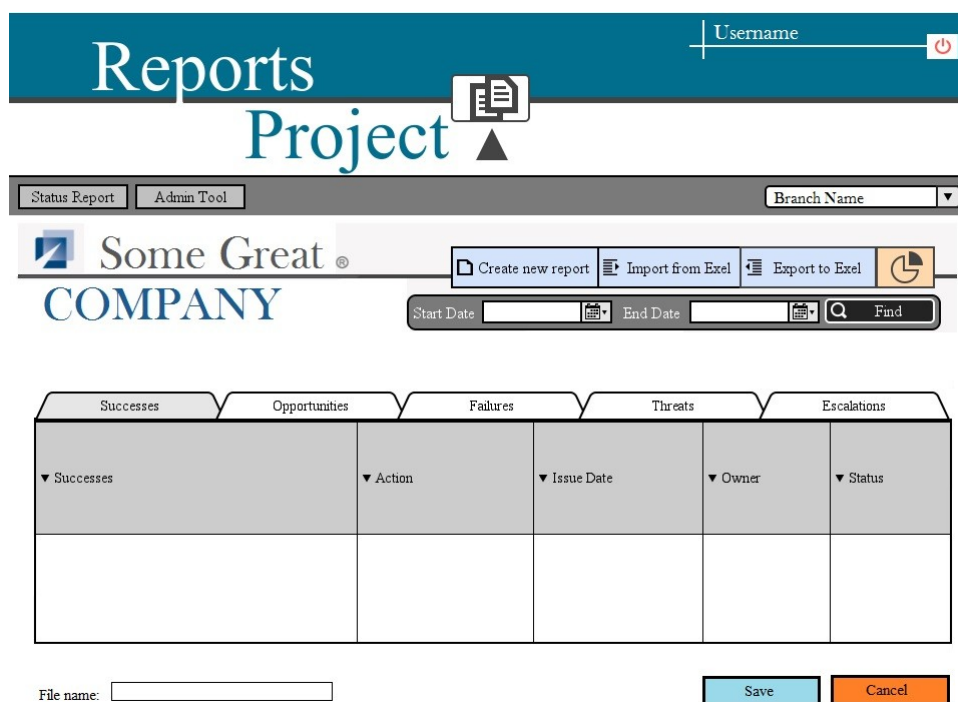 Reports
Project
Username
Status Report Admin Tool Branch Name
Some Great ®
COMPANY
Create new report Import from Exel Export to Exel
Start Date End Date Find
Successes Opportunities Failures Threats Escalations
▼ Successes ▼ Action ▼ Issue Date ▼ Owner ▼ Status
File name: Save Cancel